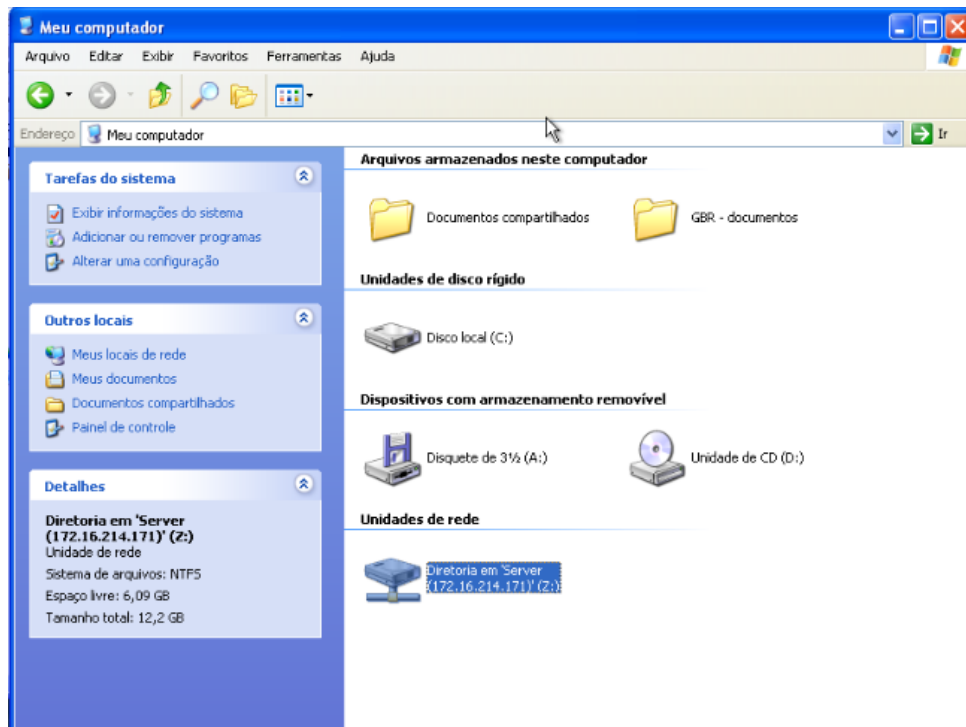 Meu computador
Arquivo Editar Exibir Favoritos Ferramentas Ajuda
Endereço Meu computador Ir
Tarefas do sistema
Exibir informações do sistema
Adicionar ou remover programas
Alterar uma configuração
Outros locais
Meus locais de rede
Meus documentos
Documentos compartilhados
Painel de controle
Detalhes
Diretoria em 'Server
(172.16.214.171)' (Z:)
Unidade de rede
Sistema de arquivos: NTFS
Espaço livre: 6,09 GB
Tamanho total: 12,2 GB
Arquivos armazenados neste computador
Documentos compartilhados
GBR - documentos
Unidades de disco rígido
Disco local (C:)
Dispositivos com armazenamento removível
Disquete de 3½ (A:)
Unidade de CD (D:)
Unidades de rede
Diretoria em 'Server
(172.16.214.171)' (Z:)